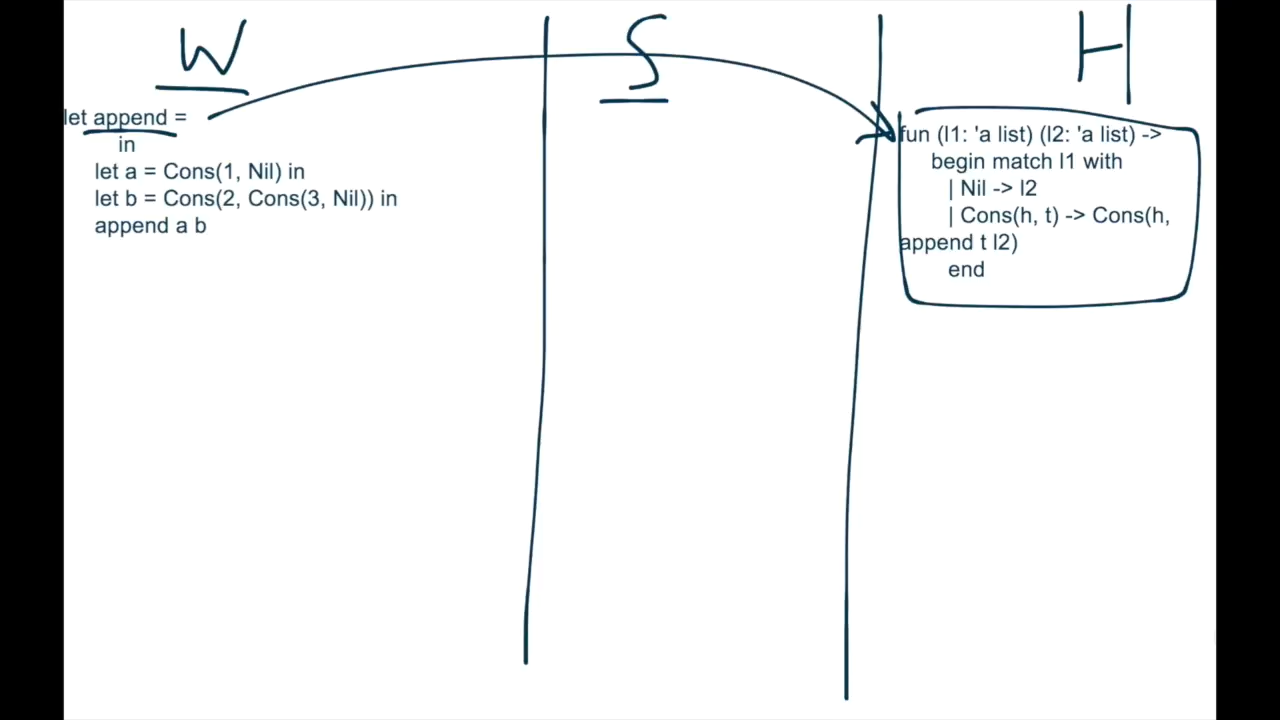 W
S
H
let append =
in
let a = Cons(1, Nil) in
let b = Cons(2, Cons(3, Nil)) in
append a b
fun (l1: 'a list) (l2: 'a list) ->
begin match l1 with
| Nil -> l2
| Cons(h, t) -> Cons(h,
append t l2)
end